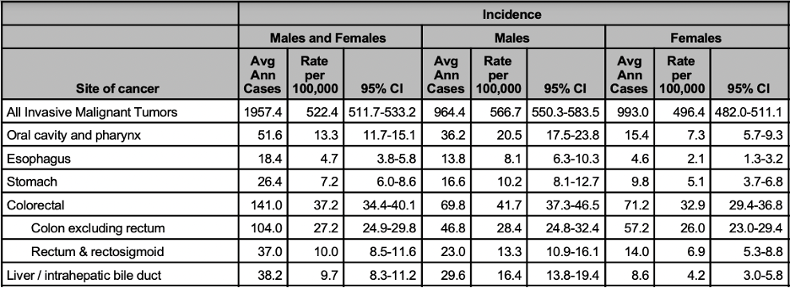 Incidence
Males and Females Males Females
Site of cancer Avg Ann Cases Rate per 100,000 95% CI Avg Ann Cases Rate per 100,000 95% CI Avg Ann Cases Rate per 100,000 95% CI
All Invasive Malignant Tumors 1957.4 522.4 511.7-533.2 964.4 566.7 550.3-583.5 993.0 496.4 482.0-511.1
Oral cavity and pharynx 51.6 13.3 11.7-15.1 36.2 20.5 17.5-23.8 15.4 7.3 5.7-9.3
Esophagus 18.4 4.7 3.8-5.8 13.8 8.1 6.3-10.3 4.6 2.1 1.3-3.2
Stomach 26.4 7.2 6.0-8.6 16.6 10.2 8.1-12.7 9.8 5.1 3.7-6.8
Colorectal 141.0 37.2 34.4-40.1 69.8 41.7 37.3-46.5 71.2 32.9 29.4-36.8
Colon excluding rectum 104.0 27.2 24.9-29.8 46.8 28.4 24.8-32.4 57.2 26.0 23.0-29.4
Rectum & rectosigmoid 37.0 10.0 8.5-11.6 23.0 13.3 10.9-16.1 14.0 6.9 5.3-8.8
Liver / intrahepatic bile duct 38.2 9.7 8.3-11.2 29.6 16.4 13.8-19.4 8.6 4.2 3.0-5.8